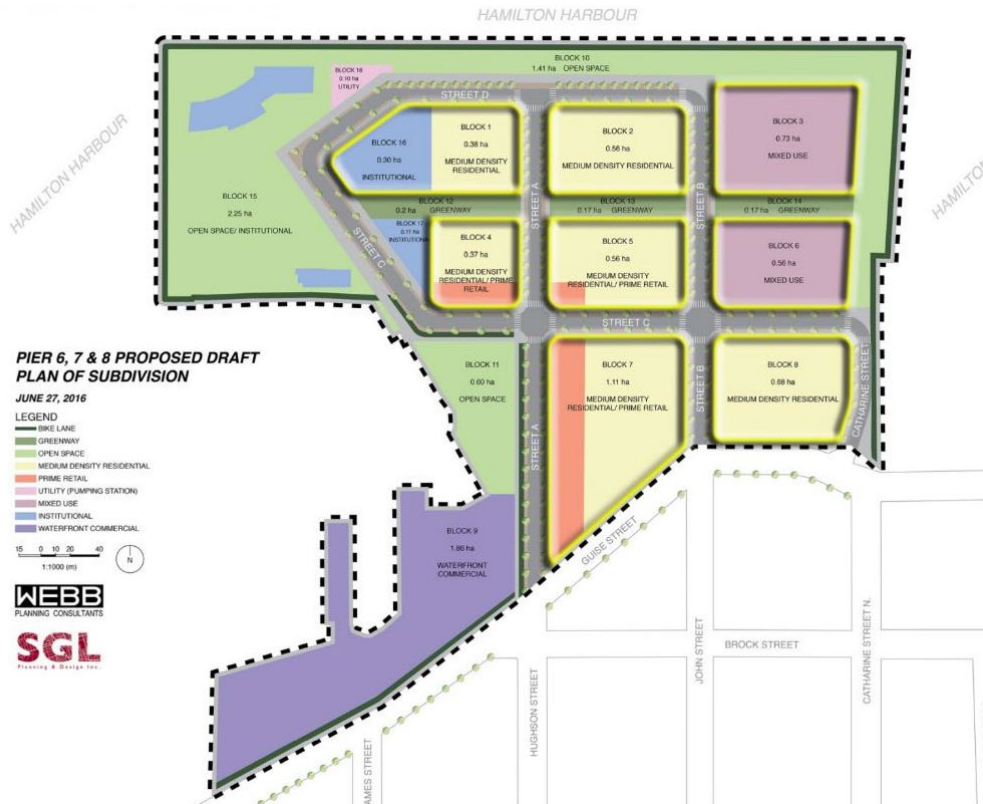 HAMILTON HARBOUR
HAMILTON HARBOUR
BLOCK 10
1.41 ha OPEN SPACE
BLOCK 18
0.10 ha
UTILITY
STREET D
BLOCK 16
0.30 ha
INSTITUTIONAL
BLOCK 1
0.38 ha
MEDIUM DENSITY
RESIDENTIAL
BLOCK 2
0.56 ha
MEDIUM DENSITY RESIDENTIAL
BLOCK 3
0.73 ha
MIXED USE
BLOCK 15
2.25 ha
OPEN SPACE/ INSTITUTIONAL
STREET A
STREET B
BLOCK 12
0.2 ha GREENWAY
BLOCK 13
0.17 ha GREENWAY
BLOCK 14
0.17 ha GREENWAY
BLOCK 17
0.11 ha
INSTITUTIONAL
BLOCK 4
0.37 ha
MEDIUM DENSITY
RESIDENTIAL/ PRIME
RETAIL
BLOCK 5
0.56 ha
MEDIUM DENSITY
RESIDENTIAL/ PRIME RETAIL
BLOCK 6
0.56 ha
MIXED USE
STREET C
STREET C
PIER 6, 7 & 8 PROPOSED DRAFT
PLAN OF SUBDIVISION
JUNE 27, 2016
LEGEND
BIKE LANE
GREENWAY
OPEN SPACE
MEDIUM DENSITY RESIDENTIAL
PRIME RETAIL
UTILITY (PUMPING STATION)
MIXED USE
INSTITUTIONAL
WATERFRONT COMMERCIAL
15 0 10 20 40
1:1000 (m)
N
WEBB
PLANNING CONSULTANTS
SGL
Planning & Design Inc.
BLOCK 11
0.60 ha
OPEN SPACE
BLOCK 7
1.11 ha
MEDIUM DENSITY
RESIDENTIAL/ PRIME RETAIL
BLOCK 8
0.68 ha
MEDIUM DENSITY RESIDENTIAL
STREET A
STREET B
CATHARINE STREET
BLOCK 9
1.86 ha
WATERFRONT
COMMERCIAL
GUISE STREET
BROCK STREET
JAMES STREET
HUGHSON STREET
JOHN STREET
CATHARINE STREET N.